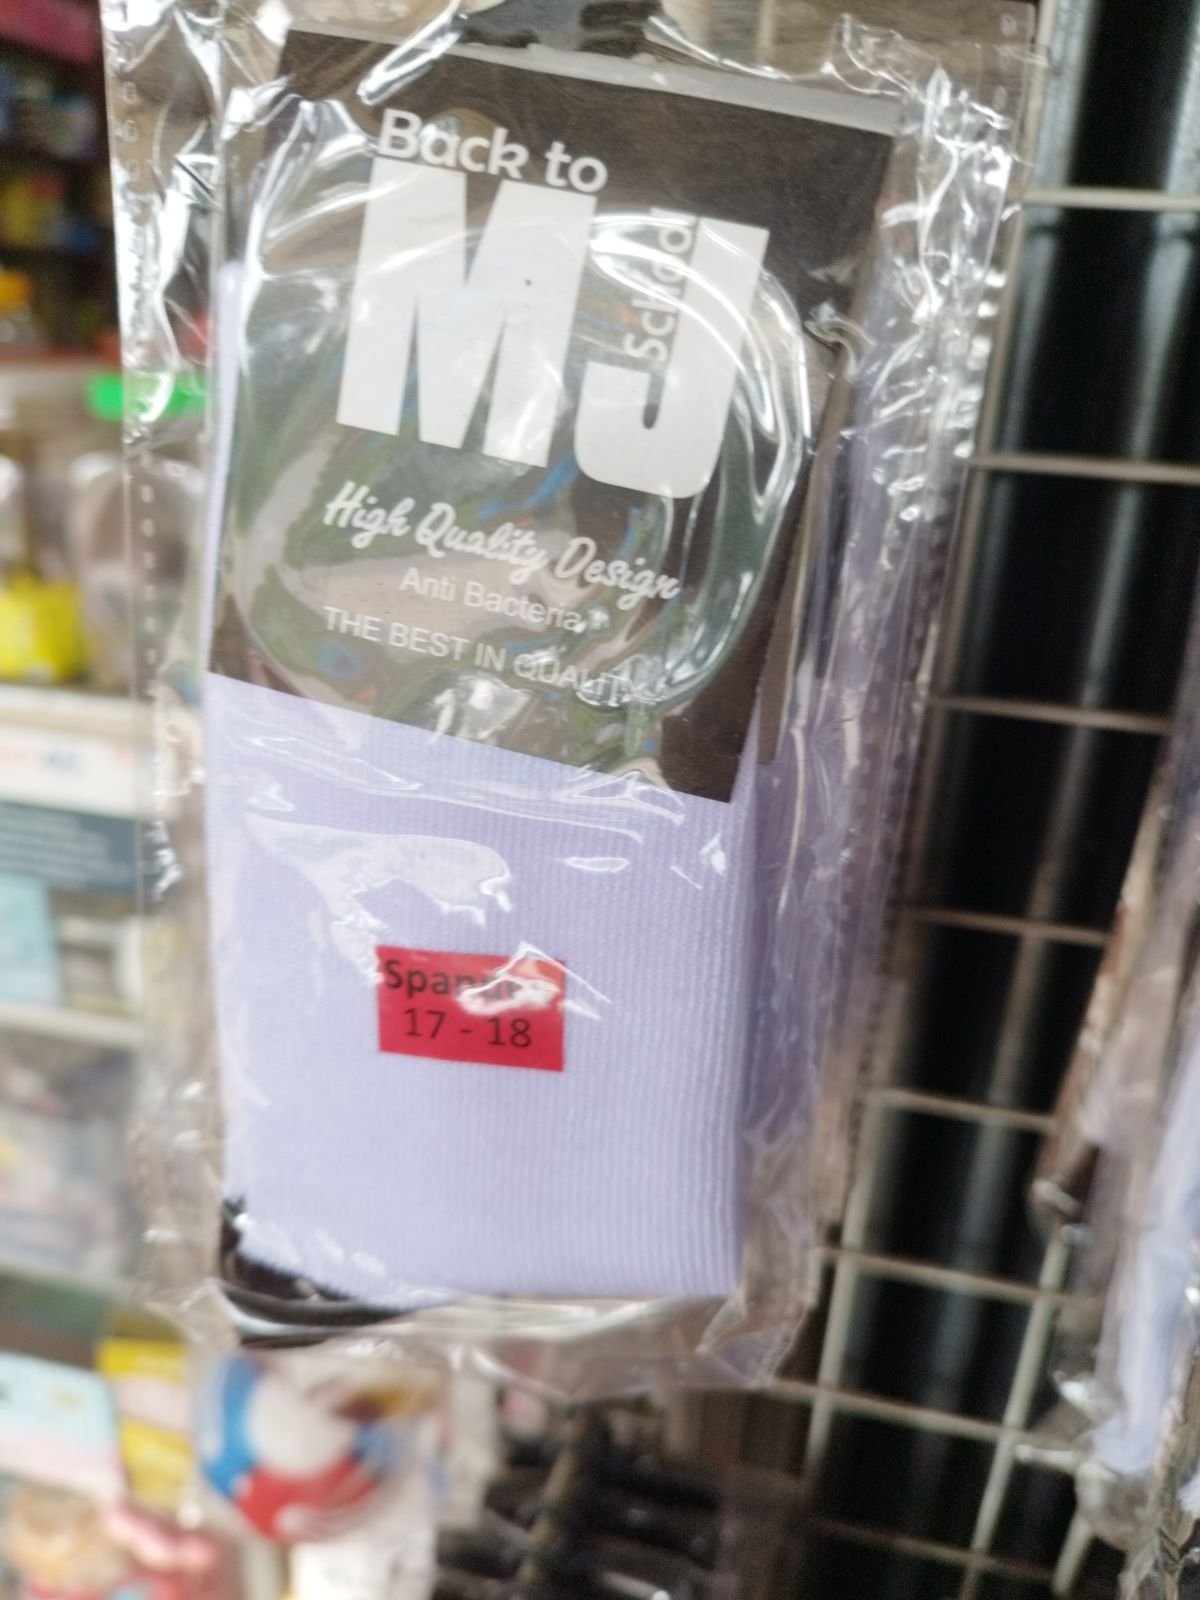 Back to
MJ
School
High Quality Design
Anti Bacteria
THE BEST IN QUALITY
17 - 18